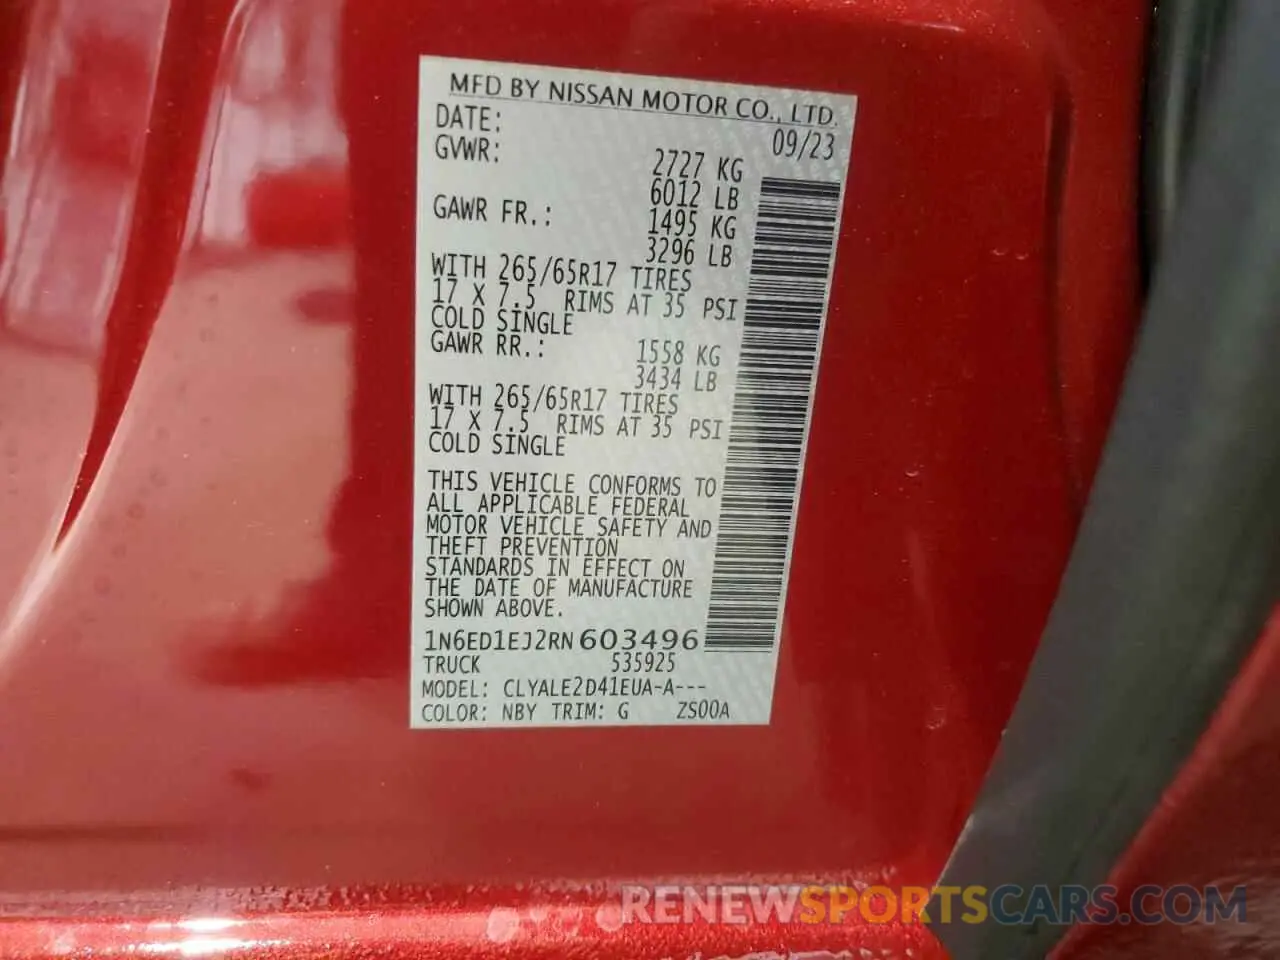 MFD BY NISSAN MOTOR CO., LTD.
DATE: 09/23
GVWR: 2727 KG
6012 LB
GAWR FR.: 1495 KG
3296 LB
WITH 265/65R17 TIRES
17 X 7.5 RIMS AT 35 PSI
COLD SINGLE
GAWR RR.: 1558 KG
3434 LB
WITH 265/65R17 TIRES
17 X 7.5 RIMS AT 35 PSI
COLD SINGLE
THIS VEHICLE CONFORMS TO
ALL APPLICABLE FEDERAL
MOTOR VEHICLE SAFETY AND
THEFT PREVENTION
STANDARDS IN EFFECT ON
THE DATE OF MANUFACTURE
SHOWN ABOVE.
1N6ED1EJ2RN603496
TRUCK 535925
MODEL: CLYALE2D41EUA-A---
COLOR: NBY TRIM: G ZS00A
RENEWSPORTSCARS.COM